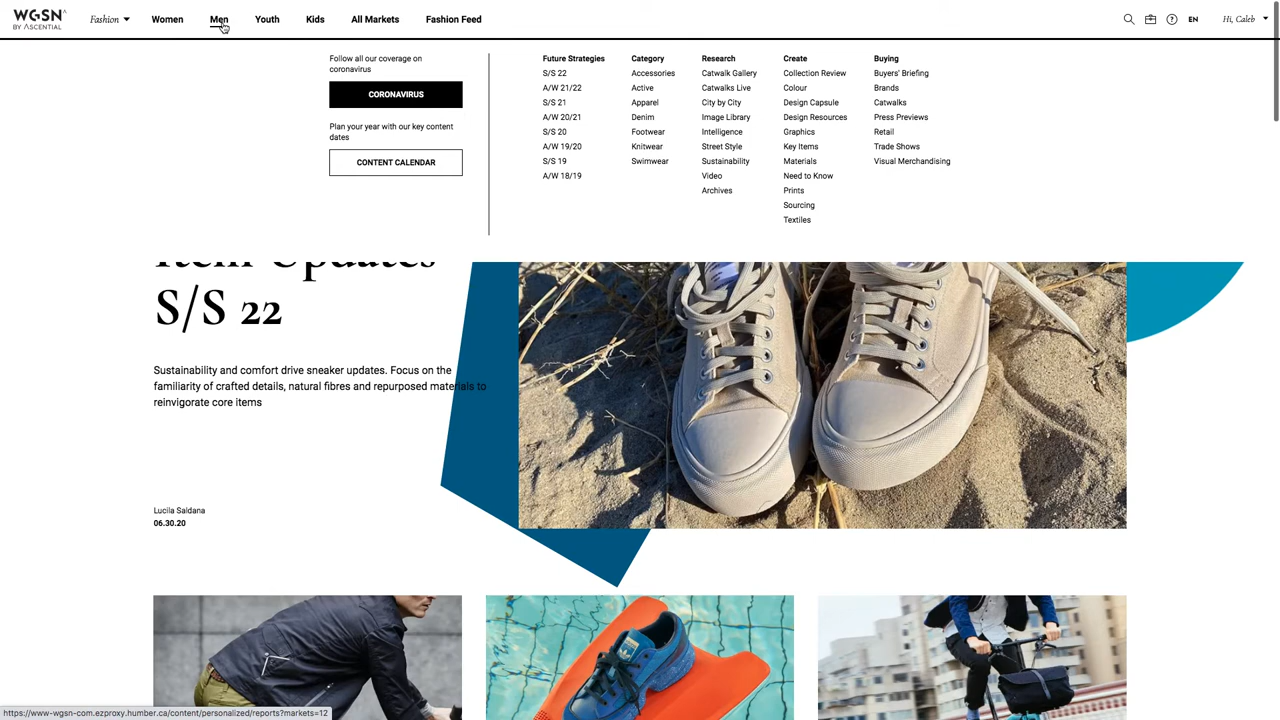 WGSN
BY ASCENTIAL
Fashion
Women
Men
Youth
Kids
All Markets
Fashion Feed
EN
Hi, Caleb
Follow all our coverage on
coronavirus
CORONAVIRUS
Plan your year with our key content
dates
CONTENT CALENDAR
Future Strategies
S/S 22
A/W 21/22
S/S 21
A/W 20/21
S/S 20
A/W 19/20
S/S 19
A/W 18/19
Category
Accessories
Active
Apparel
Denim
Footwear
Knitwear
Swimwear
Research
Catwalk Gallery
Catwalks Live
City by City
Image Library
Intelligence
Street Style
Sustainability
Video
Archives
Create
Collection Review
Colour
Design Capsule
Design Resources
Graphics
Key Items
Materials
Need to Know
Prints
Sourcing
Textiles
Buying
Buyers' Briefing
Brands
Catwalks
Press Previews
Retail
Trade Shows
Visual Merchandising
Item Updates
S/S 22
Sustainability and comfort drive sneaker updates. Focus on the
familiarity of crafted details, natural fibres and repurposed materials to
reinvigorate core items
Lucila Saldana
06.30.20
https://www-wgsn-com.ezproxy.humber.ca/content/personalized/reports?markets=12